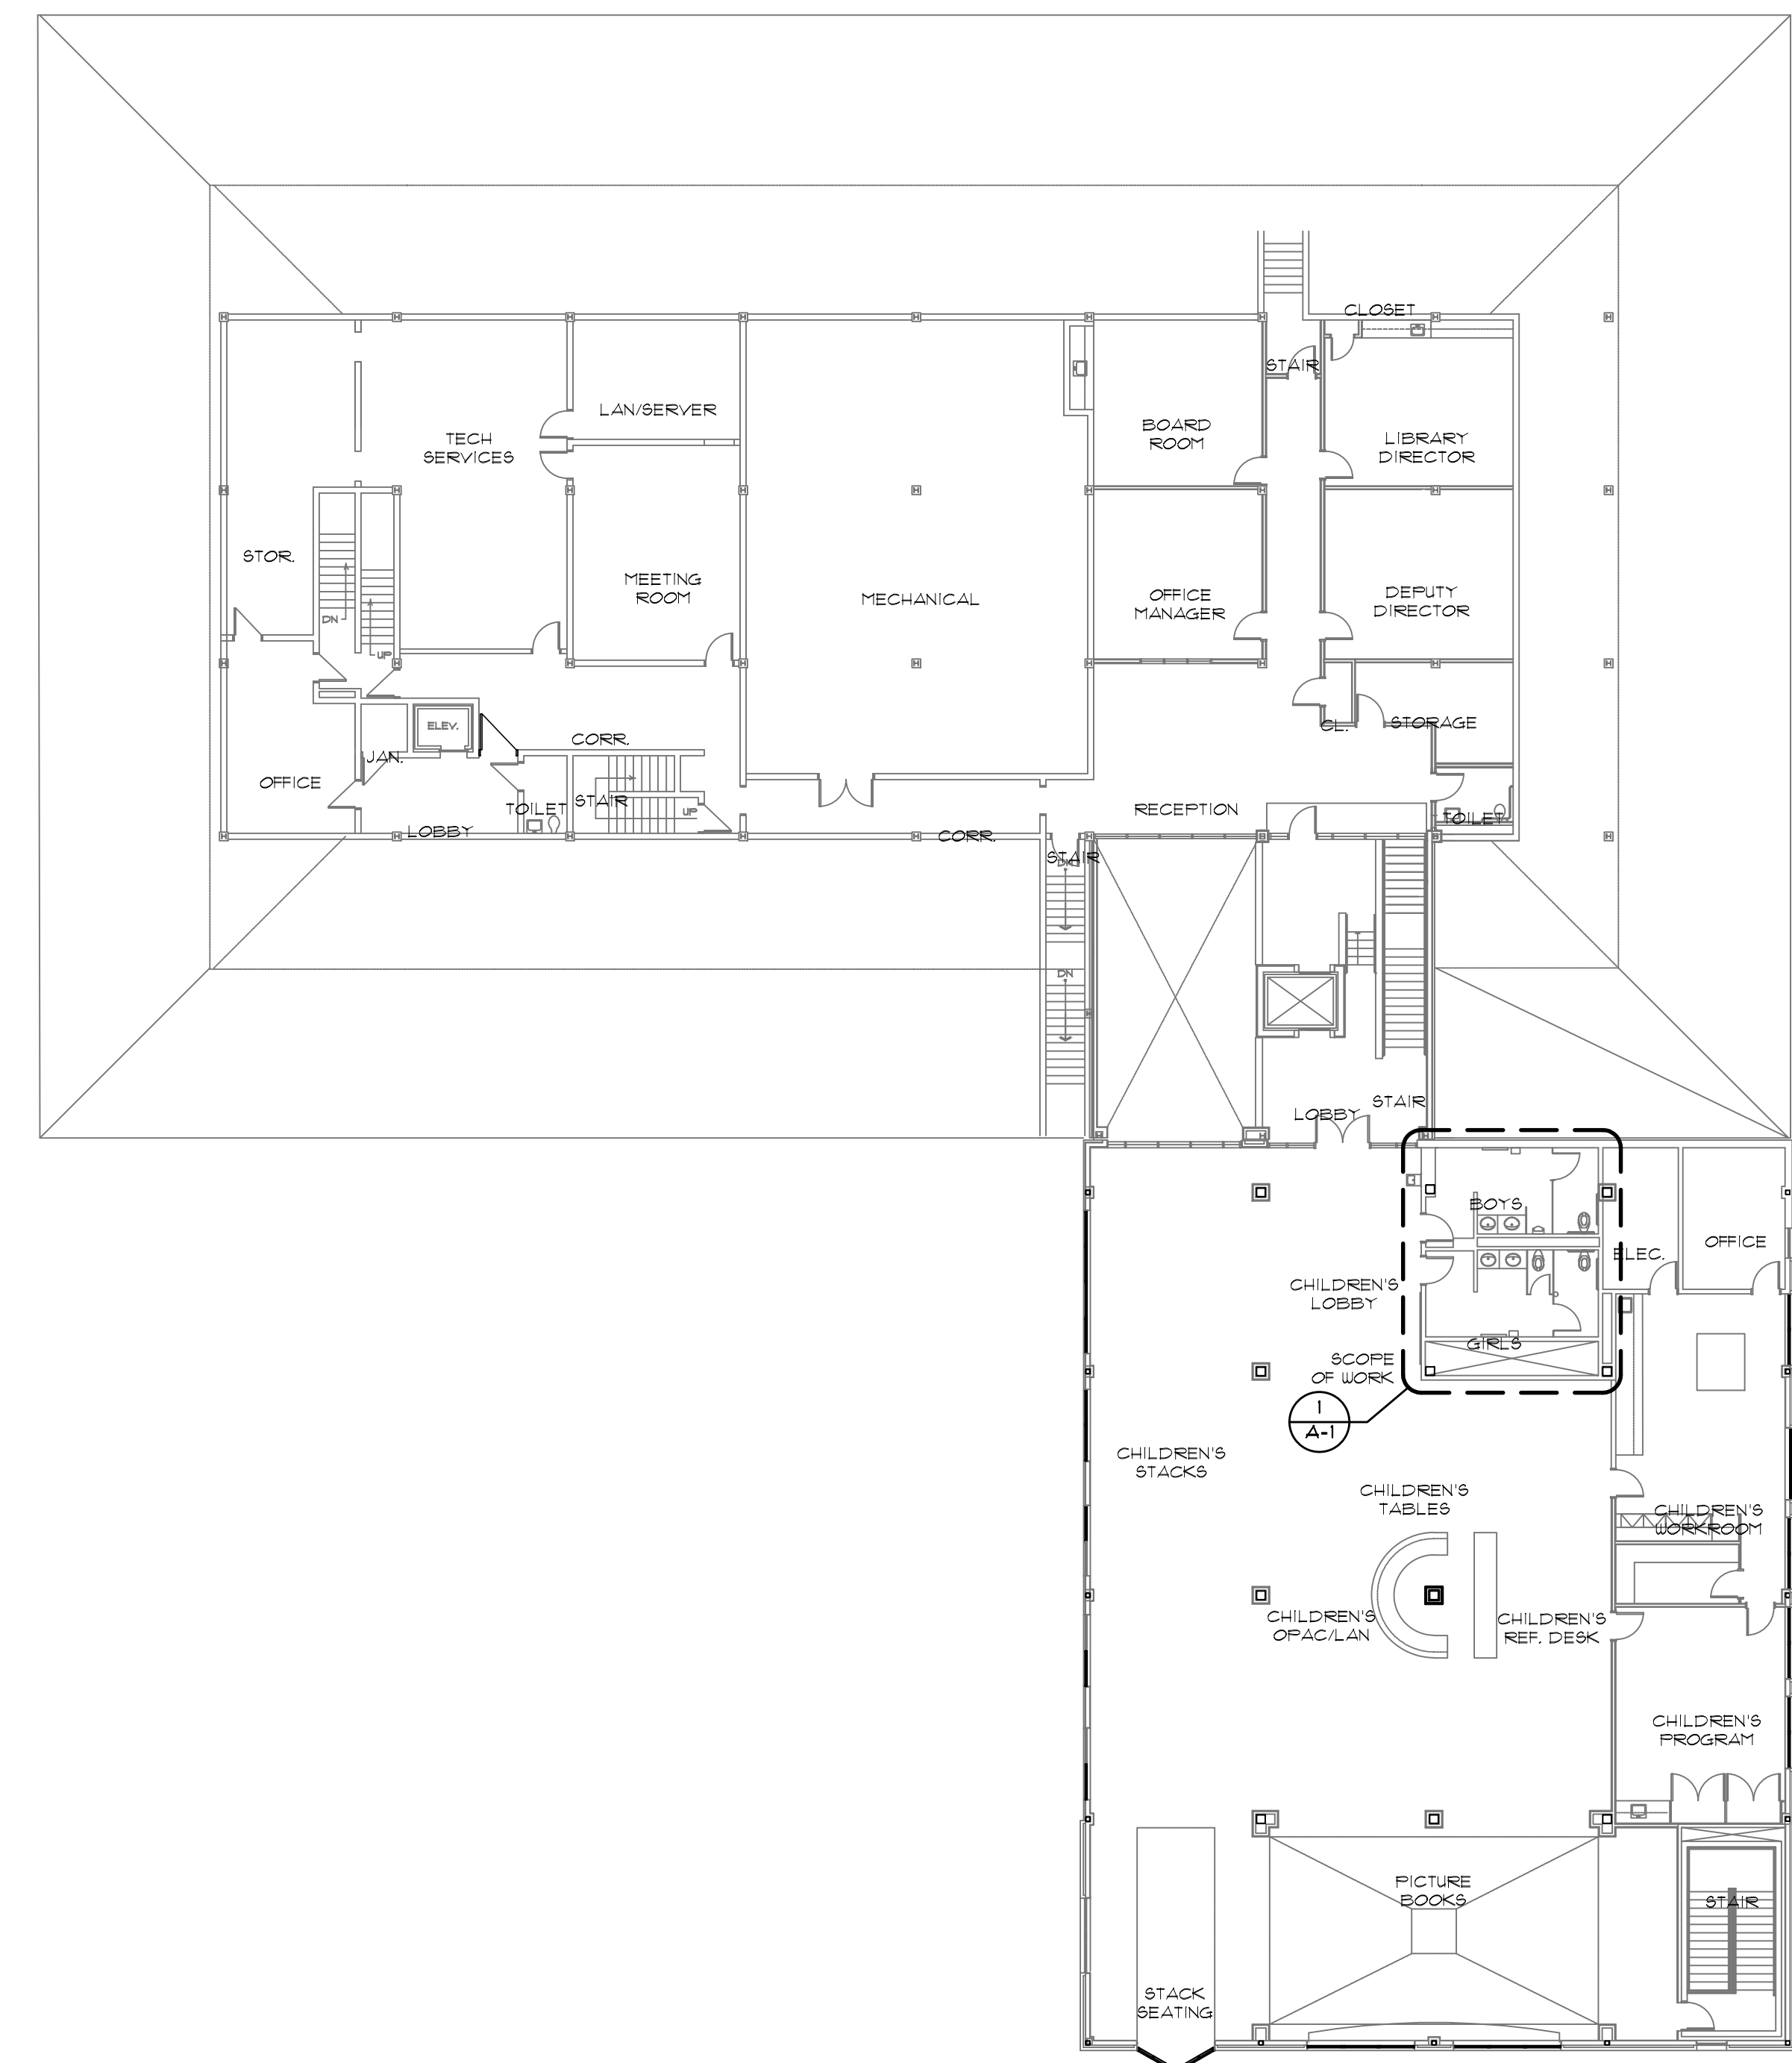 CLOSET
STAIR
LAN/SERVER
BOARD
ROOM
TECH
SERVICES
LIBRARY
DIRECTOR
STOR.
MEETING
ROOM
MECHANICAL
OFFICE
MANAGER
DEPUTY
DIRECTOR
DN
UP
ELEV.
CL.
STORAGE
CORR.
JAN.
OFFICE
TOILET
STAIR
UP
RECEPTION
TOILET
LOBBY
CORR.
STAIR
DN
DN
LOBBY
STAIR
BOYS
ELEC.
OFFICE
CHILDREN'S
LOBBY
GIRLS
SCOPE
OF WORK
1
A-1
CHILDREN'S
STACKS
CHILDREN'S
TABLES
CHILDREN'S
WORKROOM
CHILDREN'S
OPAC/LAN
CHILDREN'S
REF. DESK
CHILDREN'S
PROGRAM
PICTURE
BOOKS
STAIR
STACK
SEATING